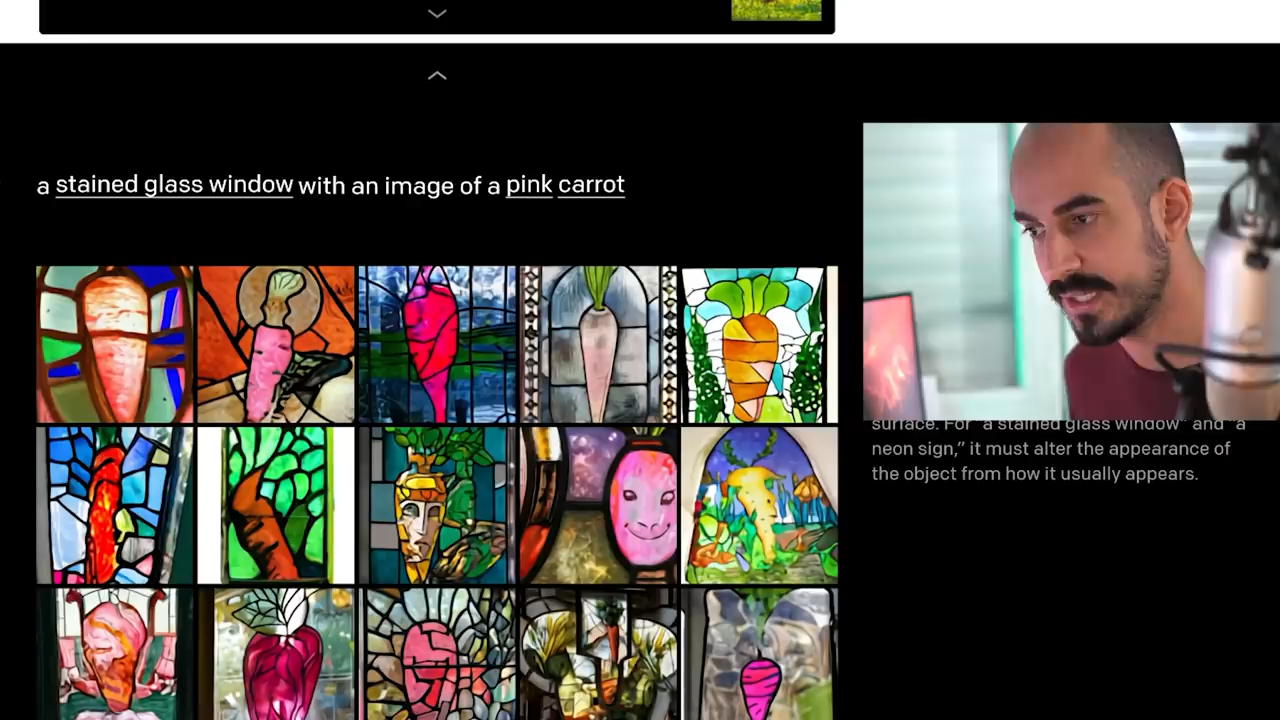 a stained glass window with an image of a pink carrot
surface. For "a stained glass window" and "a
neon sign," it must alter the appearance of
the object from how it usually appears.